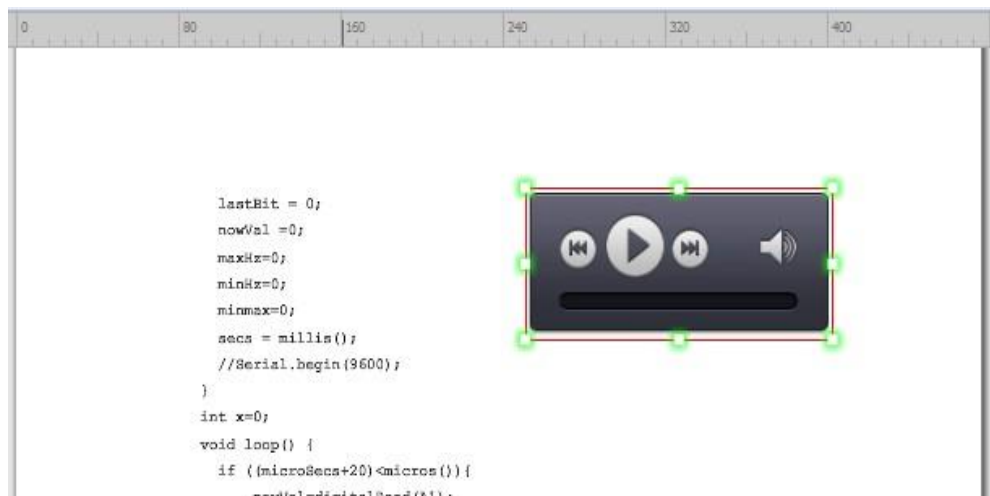 0 80 160 240 320 400
lastBit = 0;
nowVal =0;
maxHz=0;
minHz=0;
minmax=0;
secs = millis();
//Serial.begin(9600);
}
int x=0;
void loop() {
if ((microSecs+20)<micros()){